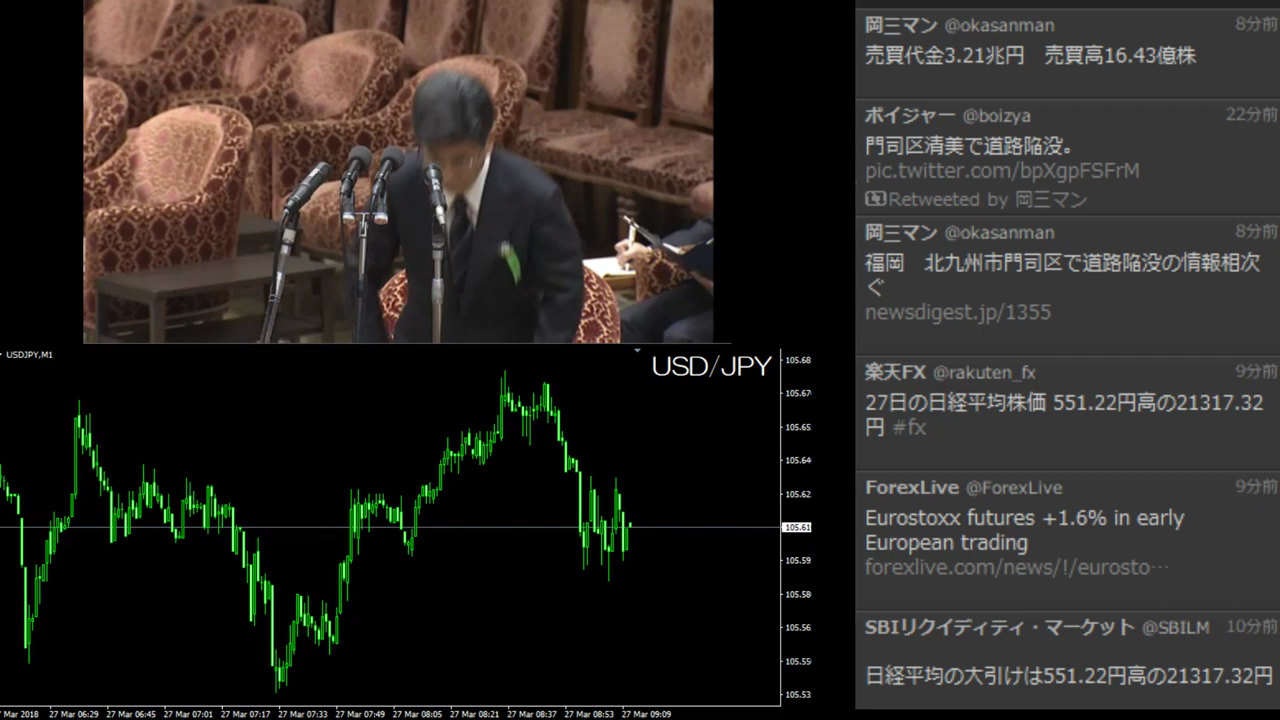 岡三マン @okasanman 8分前
売買代金3.21兆円　売買高16.43億株
ボイジャー @boizya 22分前
門司区清美で道路陥没。
pic.twitter.com/bpXgpFSFrM
Retweeted by 岡三マン
岡三マン @okasanman 8分前
福岡　北九州市門司区で道路陥没の情報相次
ぐ
newsdigest.jp/1355
楽天FX @rakuten_fx 9分前
27日の日経平均株価 551.22円高の21317.32
円 #fx
ForexLive @ForexLive 9分前
Eurostoxx futures +1.6% in early
European trading
forexlive.com/news/!/eurosto…
SBIリクイディティ・マーケット @SBILM 10分前
日経平均の大引けは551.22円高の21317.32円
USDJPY,M1
USD/JPY
105.68
105.67
105.65
105.64
105.62
105.61
105.59
105.58
105.56
105.55
105.53
Mar 2018 27 Mar 06:29 27 Mar 06:45 27 Mar 07:01 27 Mar 07:17 27 Mar 07:33 27 Mar 07:49 27 Mar 08:05 27 Mar 08:21 27 Mar 08:37 27 Mar 08:53 27 Mar 09:09